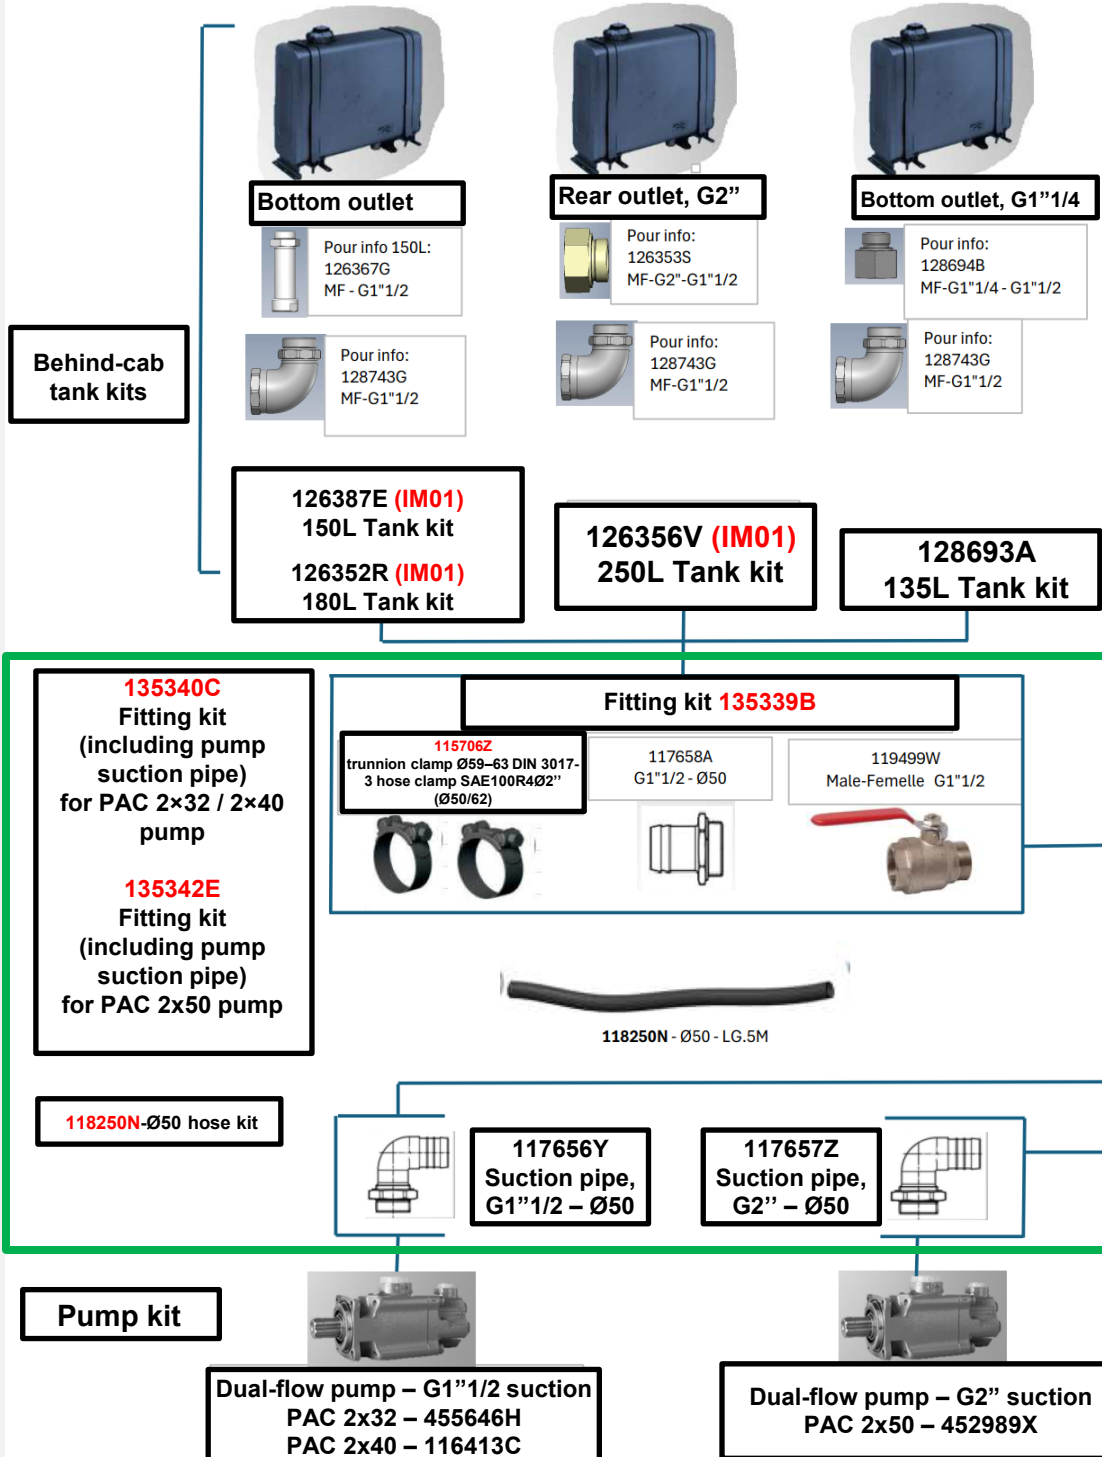 Bottom outlet
Rear outlet, G2”
Bottom outlet, G1”1/4
Pour info 150L:
126367G
MF - G1"1/2
Pour info:
126353S
MF-G2"-G1"1/2
Pour info:
128694B
MF-G1"1/4 - G1"1/2
Pour info:
128743G
MF-G1"1/2
Pour info:
128743G
MF-G1"1/2
Pour info:
128743G
MF-G1"1/2
Behind-cab
tank kits
126387E (IM01)
150L Tank kit
126352R (IM01)
180L Tank kit
126356V (IM01)
250L Tank kit
128693A
135L Tank kit
135340C
Fitting kit
(including pump
suction pipe)
for PAC 2×32 / 2×40
pump
135342E
Fitting kit
(including pump
suction pipe)
for PAC 2x50 pump
Fitting kit 135339B
115706Z
trunnion clamp Ø59–63 DIN 3017-
3 hose clamp SAE100R4Ø2’’
(Ø50/62)
117658A
G1"1/2 - Ø50
119499W
Male-Femelle G1"1/2
118250N - Ø50 - LG.5M
118250N-Ø50 hose kit
117656Y
Suction pipe,
G1”1/2 – Ø50
117657Z
Suction pipe,
G2’’ – Ø50
Pump kit
Dual-flow pump – G1”1/2 suction
PAC 2x32 – 455646H
PAC 2x40 – 116413C
Dual-flow pump – G2” suction
PAC 2x50 – 452989X